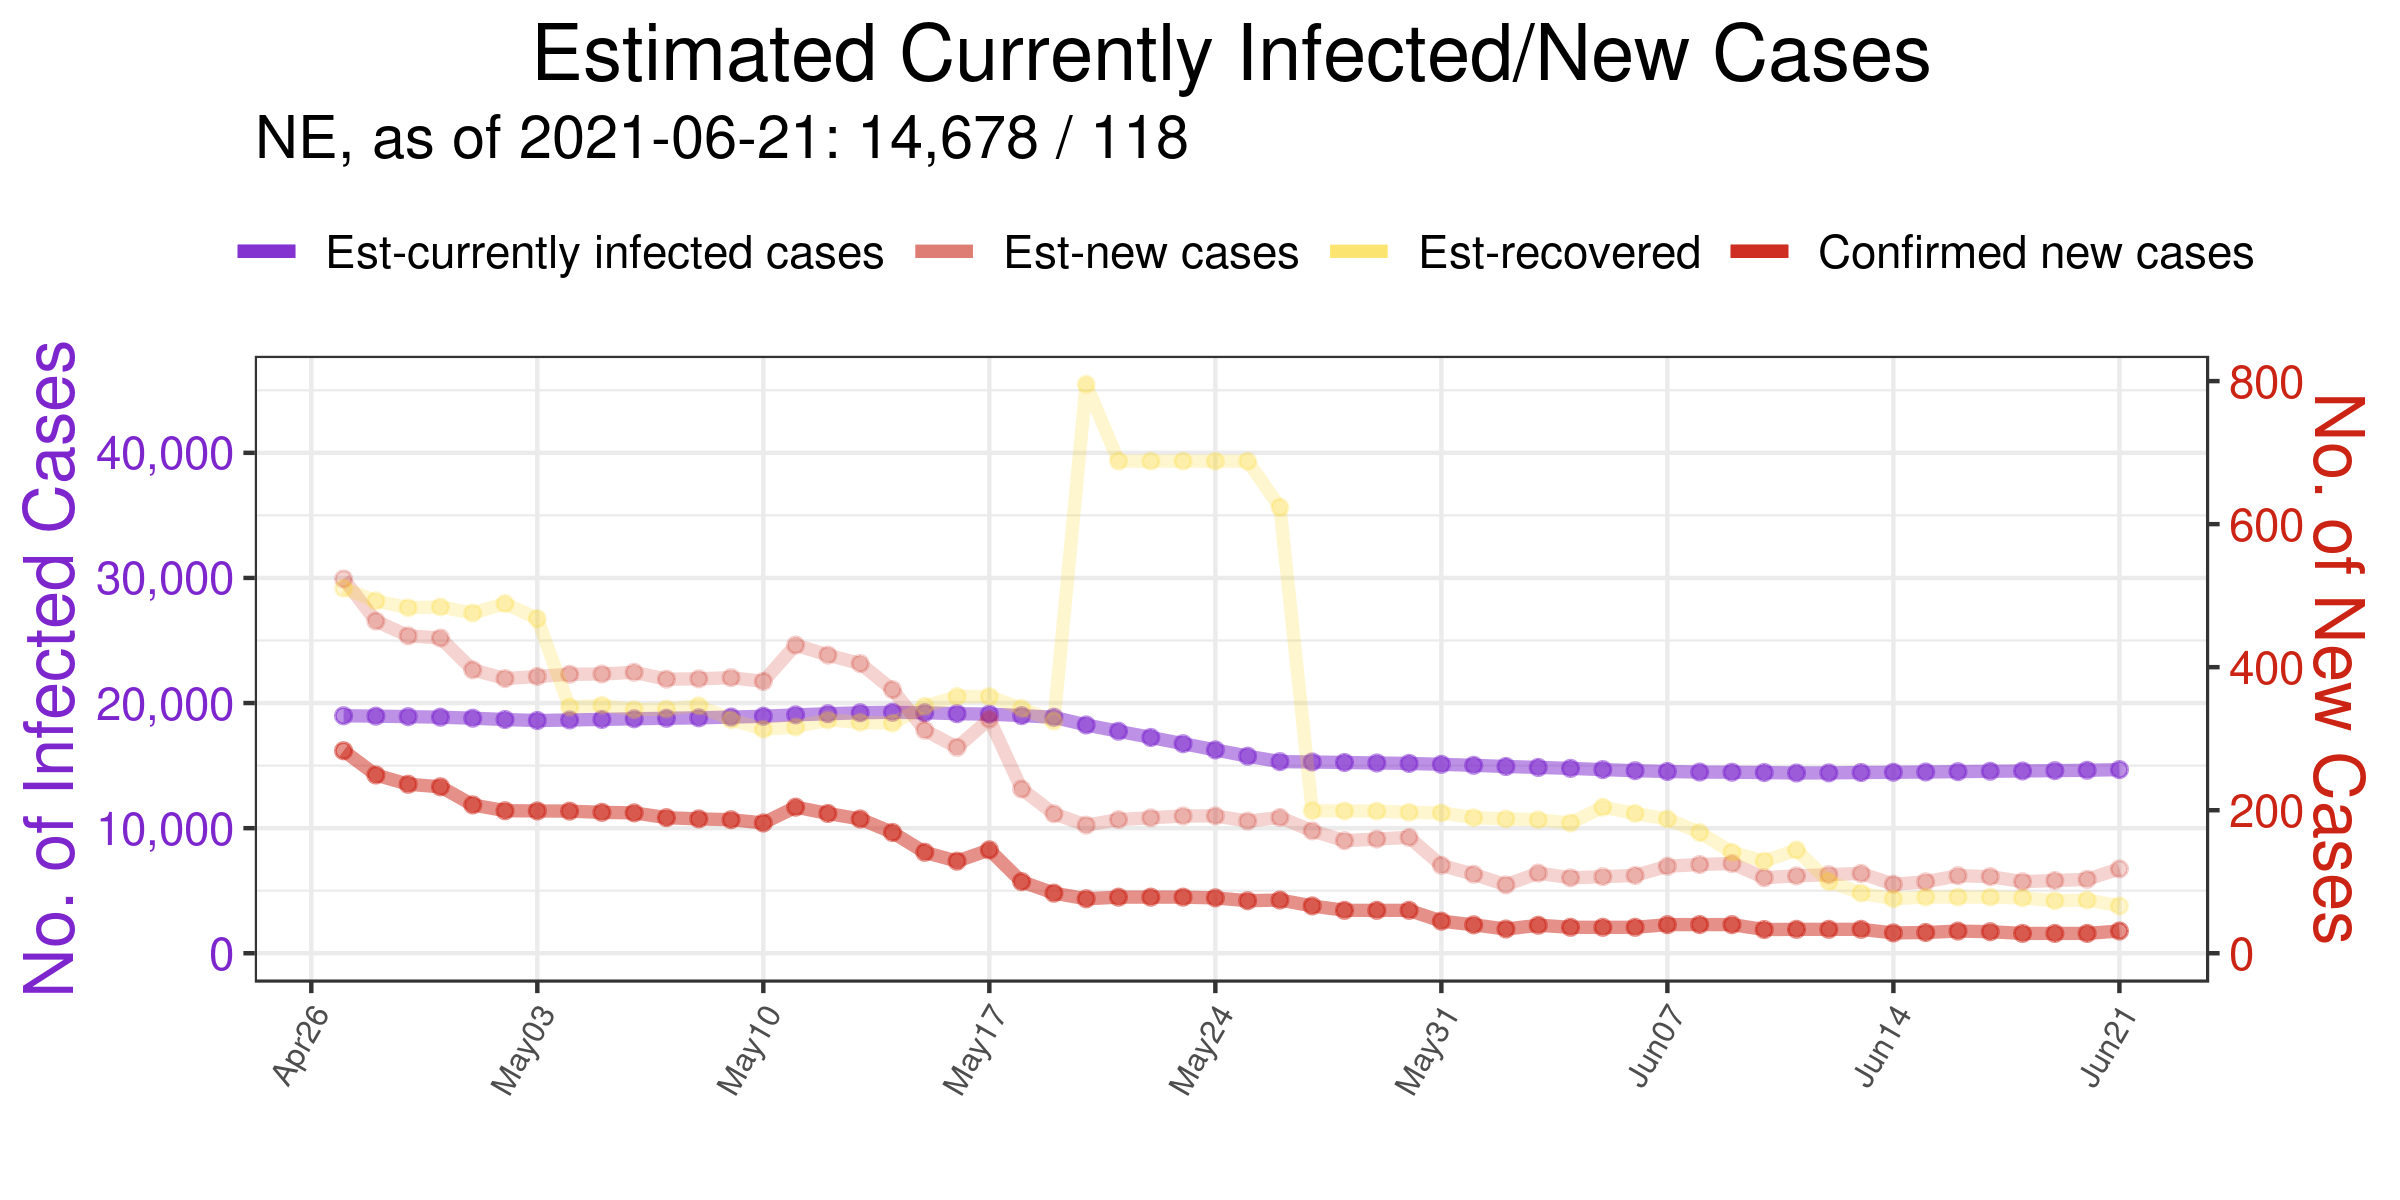 Estimated Currently Infected/New Cases
NE, as of 2021-06-21: 14,678 / 118
Est-currently infected cases Est-new cases Est-recovered Confirmed new cases
No. of Infected Cases
40,000
30,000
20,000
10,000
0
800
600
400
200
0
No. of New Cases
Apr26 May03 May10 May17 May24 May31 Jun07 Jun14 Jun21